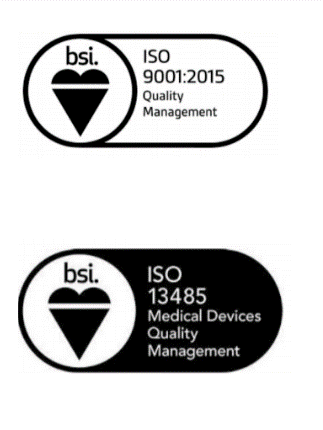 bsi.
ISO
9001:2015
Quality
Management
bsi.
ISO
13485
Medical Devices
Quality
Management